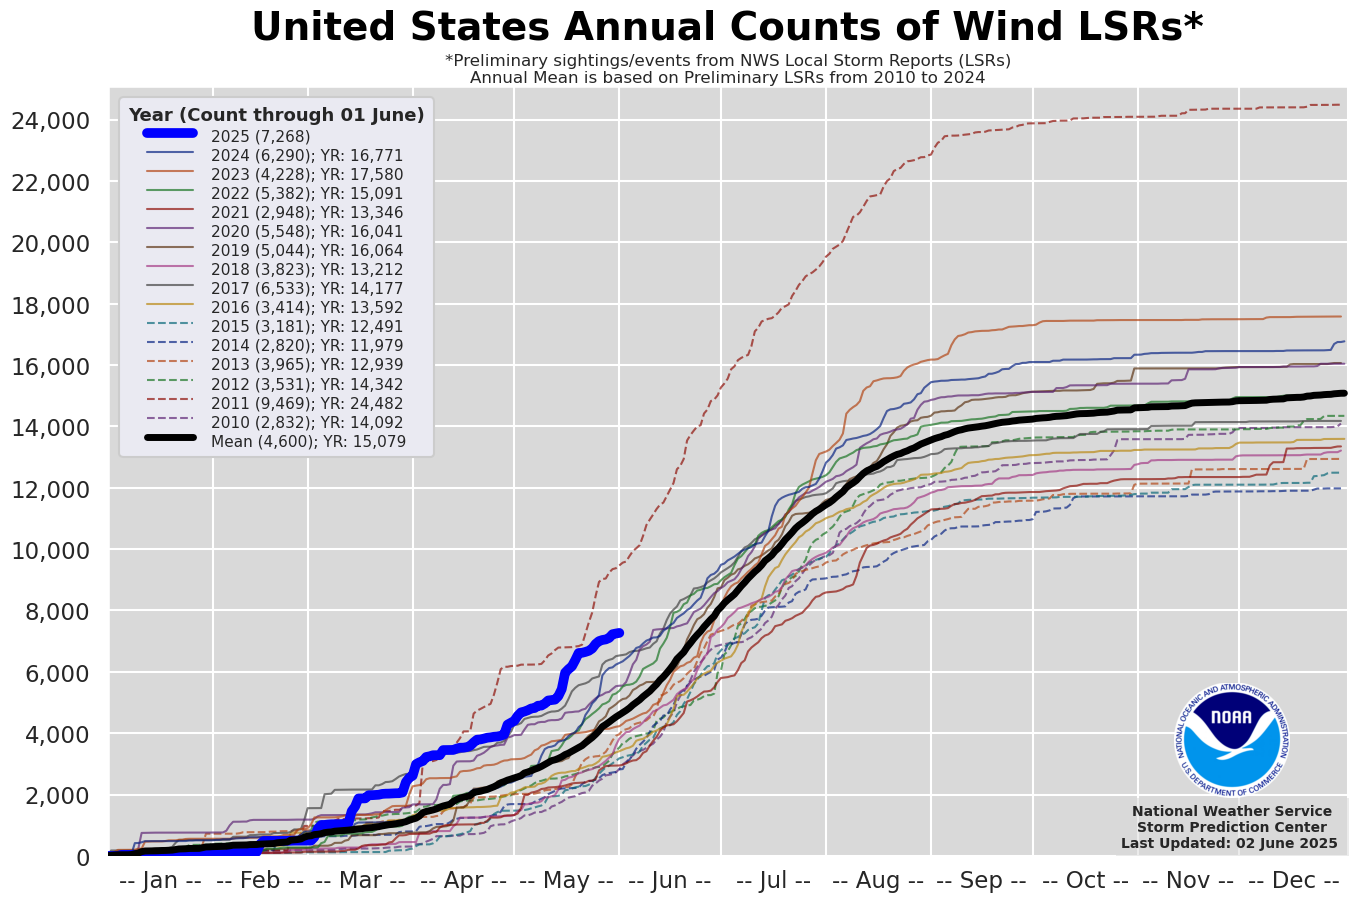 United States Annual Counts of Wind LSRs*
*Preliminary sightings/events from NWS Local Storm Reports (LSRs)
Annual Mean is based on Preliminary LSRs from 2010 to 2024
Year (Count through 01 June)
2025 (7,268)
2024 (6,290); YR: 16,771
2023 (4,228); YR: 17,580
2022 (5,382); YR: 15,091
2021 (2,948); YR: 13,346
2020 (5,548); YR: 16,041
2019 (5,044); YR: 16,064
2018 (3,823); YR: 13,212
2017 (6,533); YR: 14,177
2016 (3,414); YR: 13,592
2015 (3,181); YR: 12,491
2014 (2,820); YR: 11,979
2013 (3,965); YR: 12,939
2012 (3,531); YR: 14,342
2011 (9,469); YR: 24,482
2010 (2,832); YR: 14,092
Mean (4,600); YR: 15,079
24,000
22,000
20,000
18,000
16,000
14,000
12,000
10,000
8,000
6,000
4,000
2,000
0
NATIONAL OCEANIC AND ATMOSPHERIC ADMINISTRATION
NOAA
U.S. DEPARTMENT OF COMMERCE
National Weather Service
Storm Prediction Center
Last Updated: 02 June 2025
-- Jan -- -- Feb -- -- Mar -- -- Apr -- -- May -- -- Jun -- -- Jul -- -- Aug -- -- Sep -- -- Oct -- -- Nov -- -- Dec --